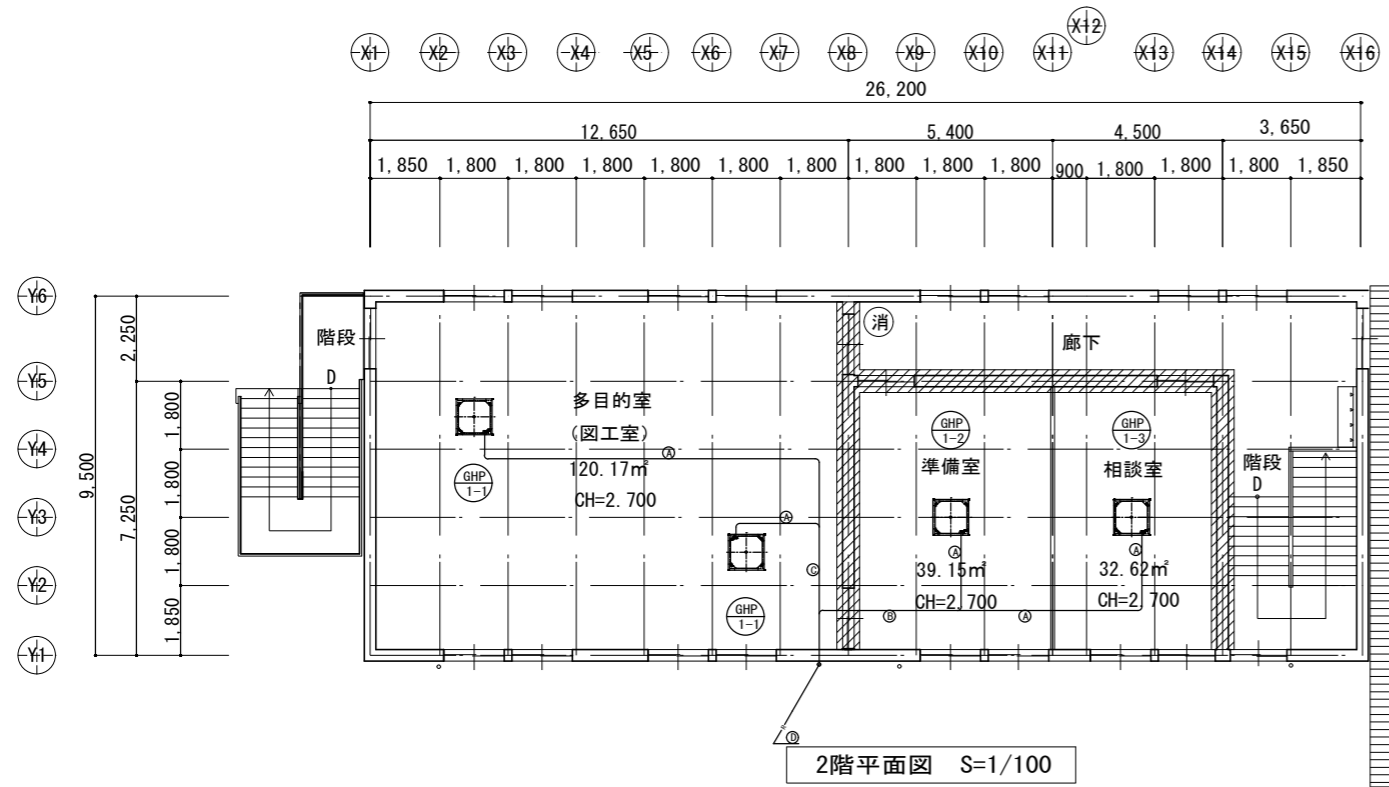 X12
X1 X2 X3 X4 X5 X6 X7 X8 X9 X10 X11 X13 X14 X15 X16
26,200
12,650 5,400 4,500 3,650
1,850 1,800 1,800 1,800 1,800 1,800 1,800 1,800 1,800 1,800 900 1,800 1,800 1,800 1,850
Y6
Y5
Y4
Y3
Y2
Y1
9,500
2,250
7,250
1,800
1,800
1,800
1,850
階段
D
消
廊下
多目的室
(図工室)
120.17㎡
CH=2.700
GHP
1-1
GHP
1-1
GHP
1-2
準備室
39.15㎡
CH=2,700
GHP
1-3
相談室
32.62㎡
CH=2.700
階段
D
A
A
C
A
A
B
A
D
2階平面図 S=1/100